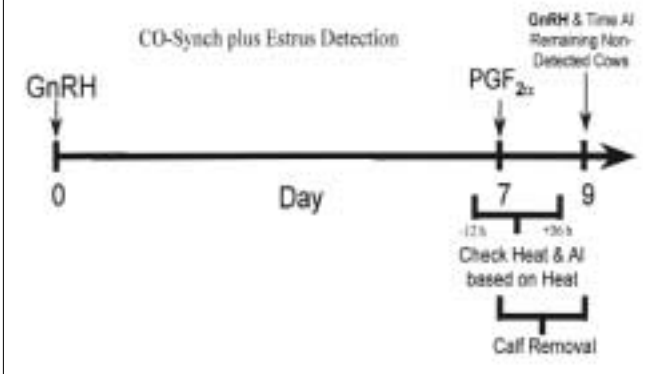 GnRH & Time AI
Remaining Non-
Detected Cows
CO-Synch plus Estrus Detection
GnRH
PGF2α
0
Day
7
9
-12 h
+36 h
Check Heat & AI
based on Heat
Calf Removal